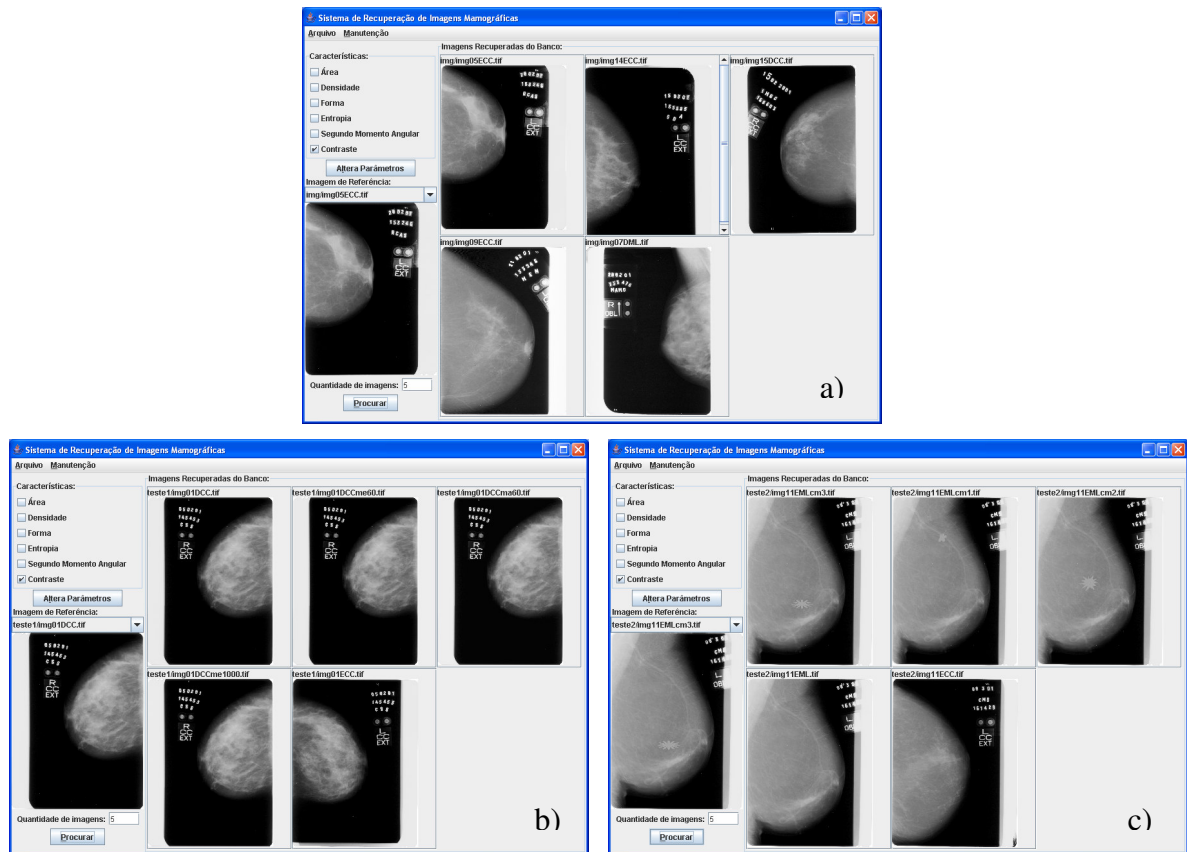 Sistema de Recuperação de Imagens Mamográficas
Arquivo Manutenção
Características:
Área
Densidade
Forma
Entropia
Segundo Momento Angular
Contraste
Altera Parâmetros
Imagem de Referência:
img/img05ECC.tif
Quantidade de imagens: 5
Procurar
Imagens Recuperadas do Banco:
img/img05ECC.tif
img/img14ECC.tif
img/img15DCC.tif
img/img09ECC.tif
img/img07DML.tif
a)
Sistema de Recuperação de Imagens Mamográficas
Arquivo Manutenção
Características:
Área
Densidade
Forma
Entropia
Segundo Momento Angular
Contraste
Altera Parâmetros
Imagem de Referência:
teste1/img01DCC.tif
Quantidade de imagens: 5
Procurar
Imagens Recuperadas do Banco:
teste1/img01DCC.tif
teste1/img01DCCme60.tif
teste1/img01DCCma60.tif
teste1/img01DCCme1000.tif
teste1/img01ECC.tif
b)
Sistema de Recuperação de Imagens Mamográficas
Arquivo Manutenção
Características:
Área
Densidade
Forma
Entropia
Segundo Momento Angular
Contraste
Altera Parâmetros
Imagem de Referência:
teste2/img11EMLcm3.tif
Quantidade de imagens: 5
Procurar
Imagens Recuperadas do Banco:
teste2/img11EMLcm3.tif
teste2/img11EMLcm1.tif
teste2/img11EMLcm2.tif
teste2/img11EML.tif
teste2/img11ECC.tif
c)